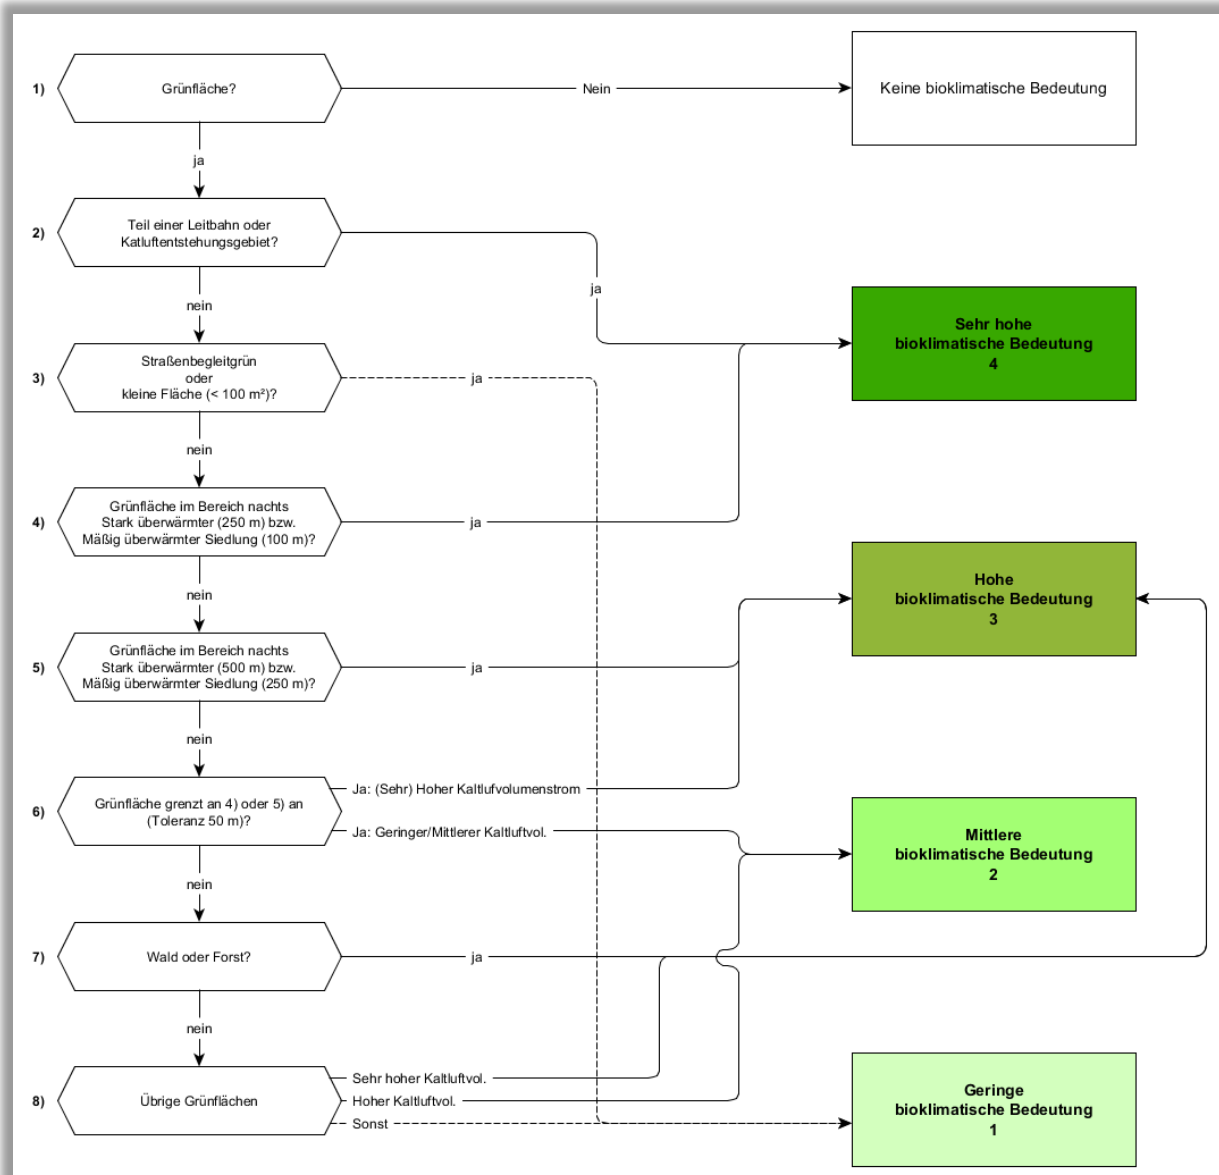 1)
Grünfläche?
Nein
Keine bioklimatische Bedeutung
ja
2)
Teil einer Leitbahn oder
Katluftentstehungsgebiet?
ja
nein
Sehr hohe
bioklimatische Bedeutung
4
3)
Straßenbegleitgrün
oder
kleine Fläche (< 100 m²)?
ja
nein
4)
Grünfläche im Bereich nachts
Stark überwärmter (250 m) bzw.
Mäßig überwärmter Siedlung (100 m)?
ja
nein
Hohe
bioklimatische Bedeutung
3
5)
Grünfläche im Bereich nachts
Stark überwärmter (500 m) bzw.
Mäßig überwärmter Siedlung (250 m)?
ja
nein
6)
Grünfläche grenzt an 4) oder 5) an
(Toleranz 50 m)?
Ja: (Sehr) Hoher Kaltlufvolumenstrom
Ja: Geringer/Mittlerer Kaltluftvol.
Mittlere
bioklimatische Bedeutung
2
nein
7)
Wald oder Forst?
ja
nein
8)
Übrige Grünflächen
Sehr hoher Kaltluftvol.
Hoher Kaltluftvol.
Sonst
Geringe
bioklimatische Bedeutung
1